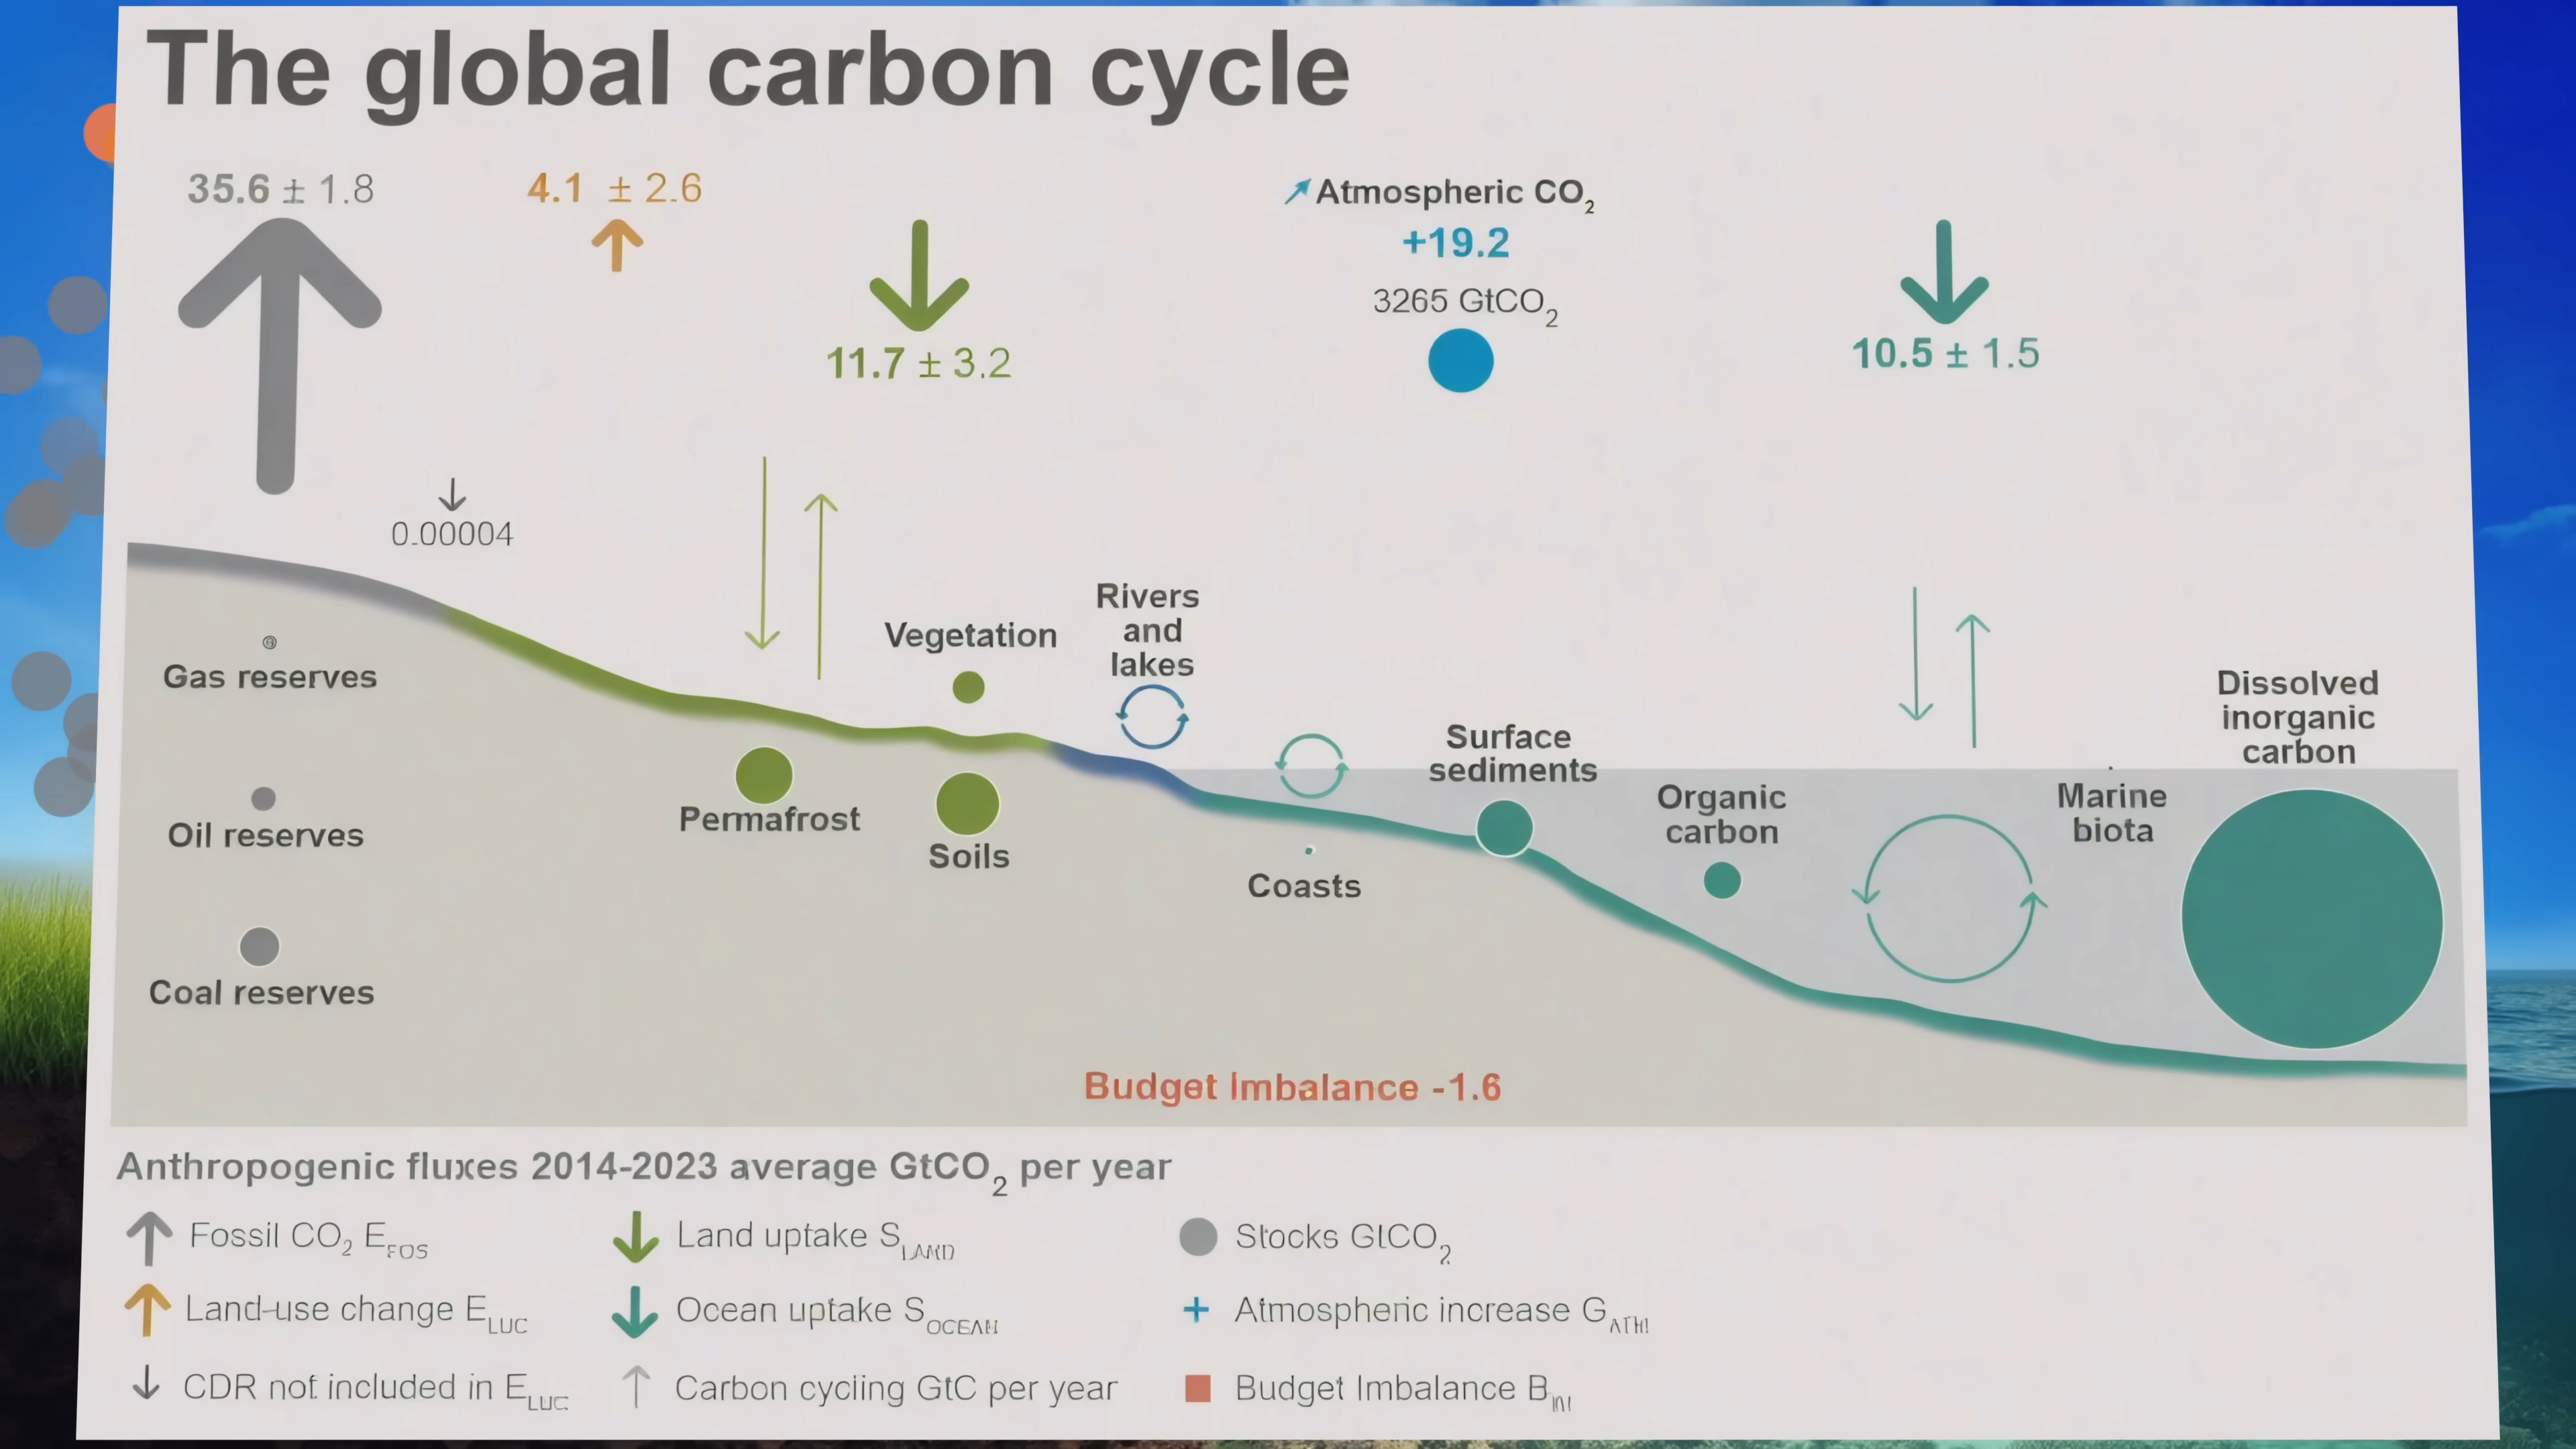 The global carbon cycle
35.6 ± 1.8
4.1 ± 2.6
11.7 ± 3.2
Atmospheric CO2
+19.2
3265 GtCO2
10.5 ± 1.5
0.00004
Gas reserves
Oil reserves
Coal reserves
Permafrost
Vegetation
Soils
Rivers
and
lakes
Coasts
Surface
sediments
Organic
carbon
Marine
biota
Dissolved
inorganic
carbon
Budget Imbalance -1.6
Anthropogenic fluxes 2014-2023 average GtCO2 per year
Fossil CO2 EFOS
Land-use change ELUC
CDR not included in ELUC
Land uptake SLAND
Ocean uptake SOCEAN
Carbon cycling GtC per year
Stocks GtCO2
Atmospheric increase G
Budget Imbalance B